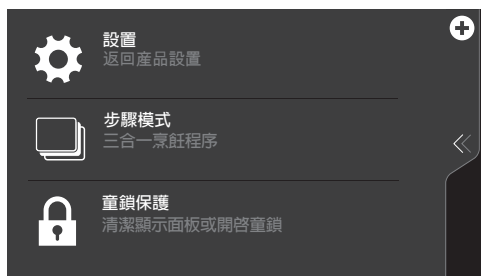 設置
返回産品設置
步驟模式
三合一烹飪程序
童鎖保護
清潔顯示面板或開啓童鎖